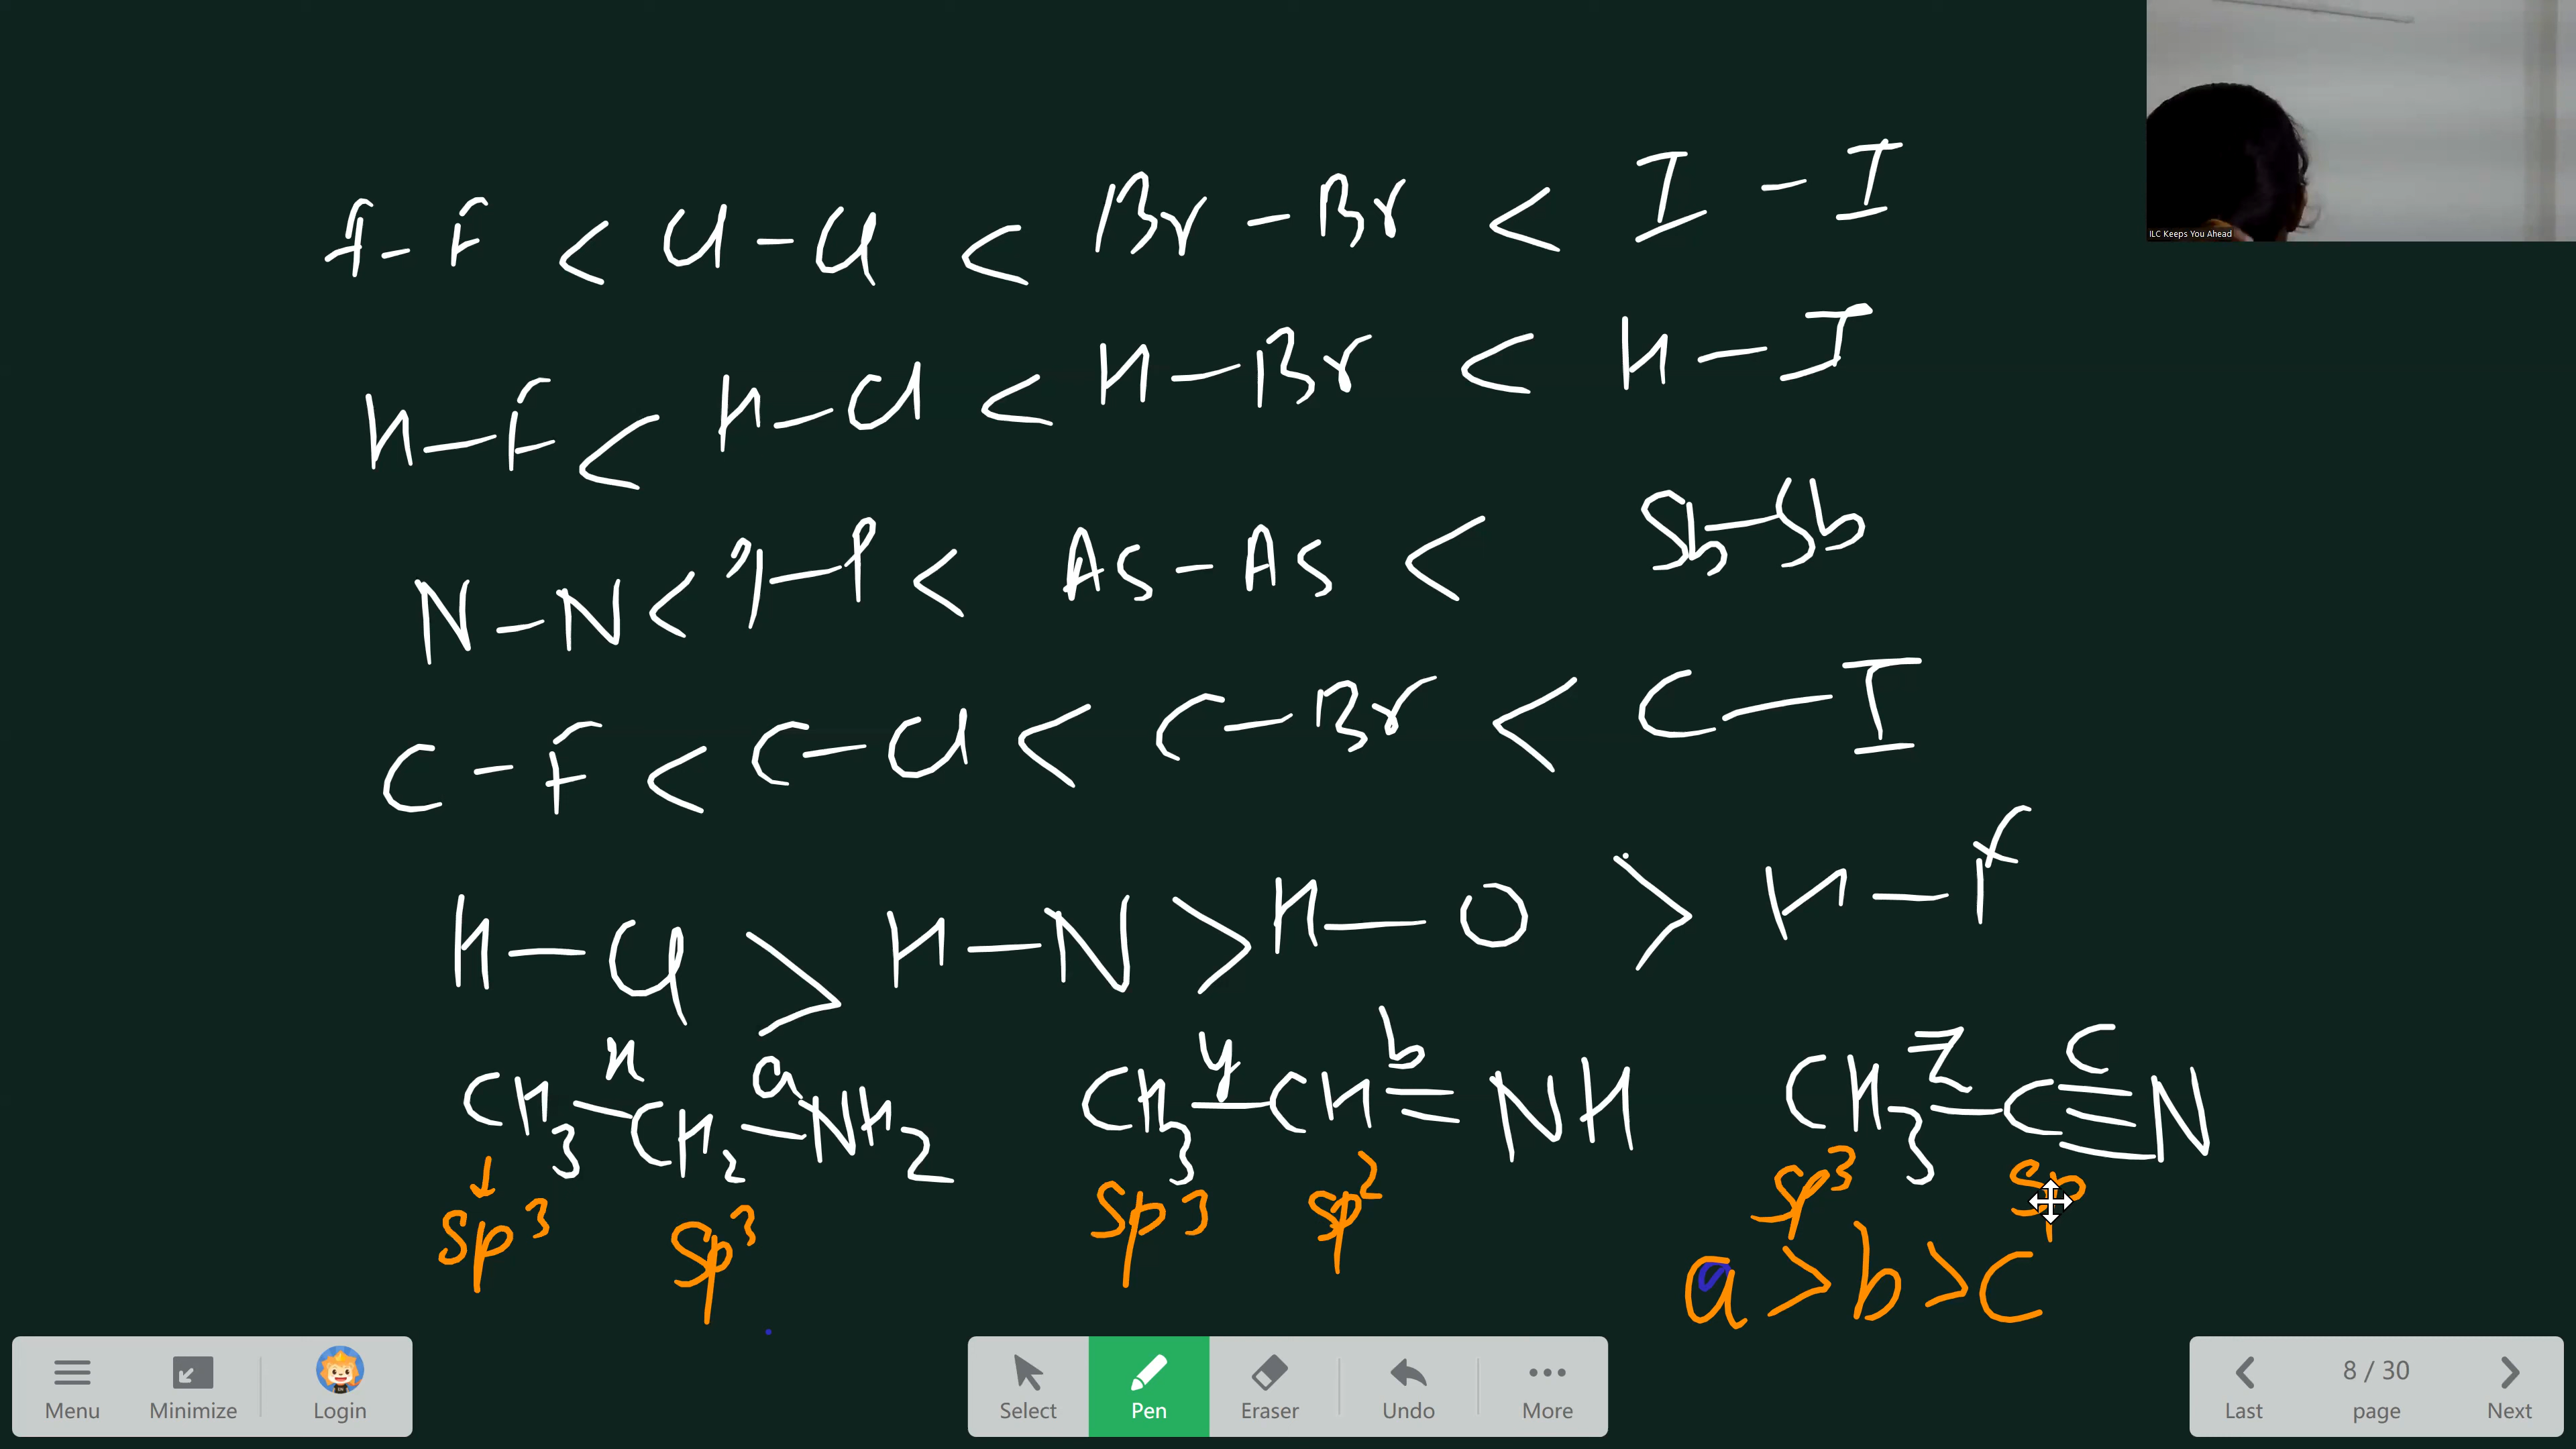 ILC Keeps You Ahead
F - F < Cl - Cl < Br - Br < I - I
H - F < H - Cl < H - Br < H - I
N - N < P - P < As - As < Sb - Sb
C - F < C - Cl < C - Br < C - I
H - Cl > H - N > H - O > H - F
x a y b z c
CH3 - CH2 - NH2 CH3 - CH = NH CH3 - C ≡ N
sp3 sp3 sp3 sp2 sp3 sp
a > b > c
Menu Minimize Login Select Pen Eraser Undo More Last 8 / 30 page Next